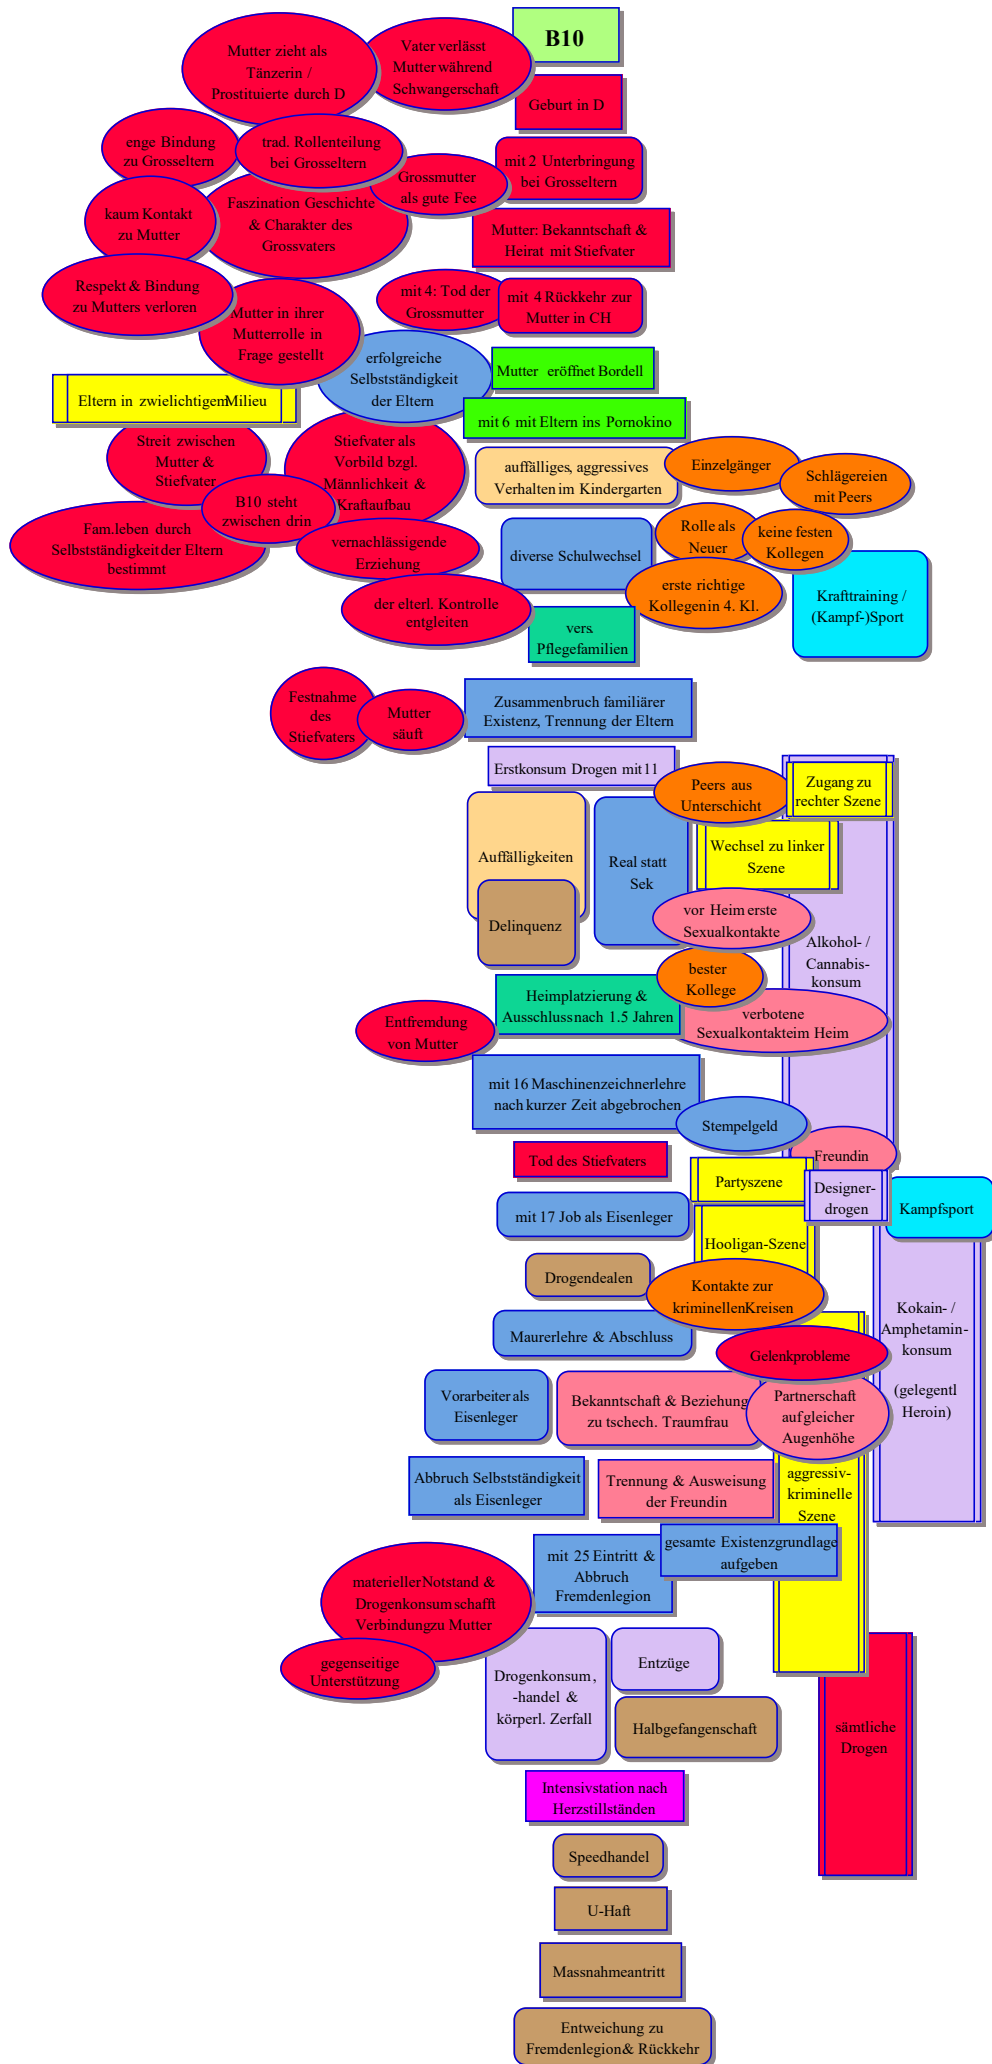 B10
Mutter zieht als
Tänzerin /
Prostituierte durch D
Vater verlässt
Mutter während
Schwangerschaft
Geburt in D
enge Bindung
zu Grosseltern
trad. Rollenteilung
bei Grosseltern
Grossmutter
als gute Fee
mit 2 Unterbringung
bei Grosseltern
kaum Kontakt
zu Mutter
Faszination Geschichte
& Charakter des
Grossvaters
Mutter: Bekanntschaft &
Heirat mit Stiefvater
Respekt & Bindung
zu Mutters verloren
Mutter in ihrer
Mutterrolle in
Frage gestellt
mit 4: Tod der
Grossmutter
mit 4 Rückkehr zur
Mutter in CH
erfolgreiche
Selbstständigkeit
der Eltern
Mutter eröffnet Bordell
Eltern in zwielichtigem Milieu
mit 6 mit Eltern ins Pornokino
Streit zwischen
Mutter &
Stiefvater
Stiefvater als
Vorbild bzgl.
Männlichkeit &
Kraftaufbau
auffälliges, aggressives
Verhalten im Kindergarten
Einzelgänger
Schlägereien
mit Peers
B10 steht
zwischen drin
Fam.leben durch
Selbstständigkeit der Eltern
bestimmt
vernachlässigende
Erziehung
diverse Schulwechsel
Rolle als
Neuer
keine festen
Kollegen
erste richtige
Kollegen in 4. Kl.
Krafttraining /
(Kampf-)Sport
der elterl. Kontrolle
entgleiten
vers.
Pflegefamilien
Festnahme
des
Stiefvaters
Mutter
säuft
Zusammenbruch familiärer
Existenz, Trennung der Eltern
Erstkonsum Drogen mit 11
Peers aus
Unterschicht
Zugang zu
rechter Szene
Auffälligkeiten
Real statt
Sek
Wechsel zu linker
Szene
Delinquenz
vor Heim erste
Sexualkontakte
Alkohol- /
Cannabis-
konsum
bester
Kollege
Heimplatzierung &
Ausschluss nach 1.5 Jahren
verbotene
Sexualkontakte im Heim
Entfremdung
von Mutter
mit 16 Maschinenzeichnerlehre
nach kurzer Zeit abgebrochen
Stempelgeld
Tod des Stiefvaters
Freundin
Partyszene
Designer-
drogen
Kampfsport
mit 17 Job als Eisenleger
Hooligan-Szene
Drogendealen
Kontakte zur
kriminellen Kreisen
Kokain- /
Amphetamin-
konsum
(gelegentl
Heroin)
Maurerlehre & Abschluss
Gelenkprobleme
Vorarbeiter als
Eisenleger
Bekanntschaft & Beziehung
zu tschech. Traumfrau
Partnerschaft
auf gleicher
Augenhöhe
Abbruch Selbstständigkeit
als Eisenleger
Trennung & Ausweisung
der Freundin
aggressiv-
kriminelle
Szene
mit 25 Eintritt &
Abbruch
Fremdenlegion
gesamte Existenzgrundlage
aufgeben
materieller Notstand &
Drogenkonsum schafft
Verbindung zu Mutter
gegenseitige
Unterstützung
Drogenkonsum,
-handel &
körperl. Zerfall
Entzüge
Halbgefangenschaft
sämtliche
Drogen
Intensivstation nach
Herzstillständen
Speedhandel
U-Haft
Massnahmeantritt
Entweichung zu
Fremdenlegion & Rückkehr